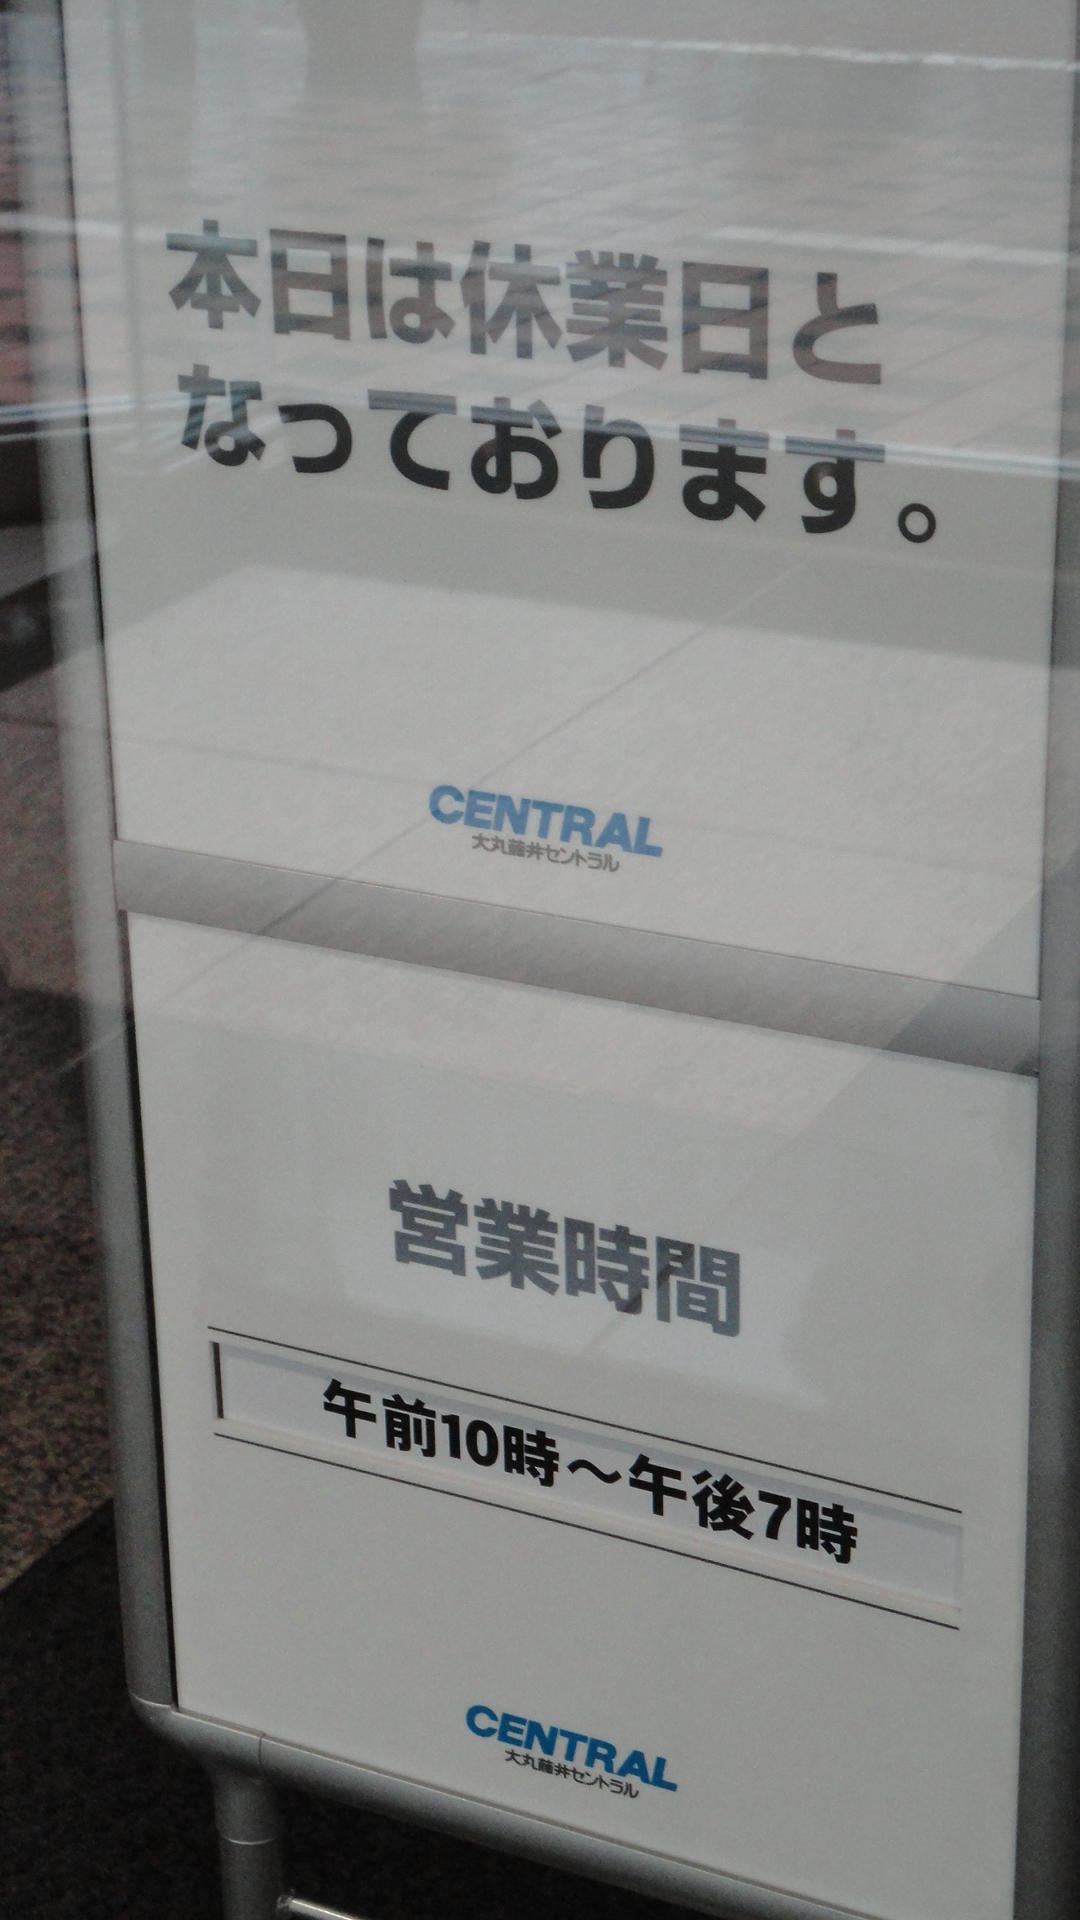 本日は休業日と
なっております。
CENTRAL
大丸藤井セントラル
営業時間
午前10時～午後7時
CENTRAL
大丸藤井セントラル